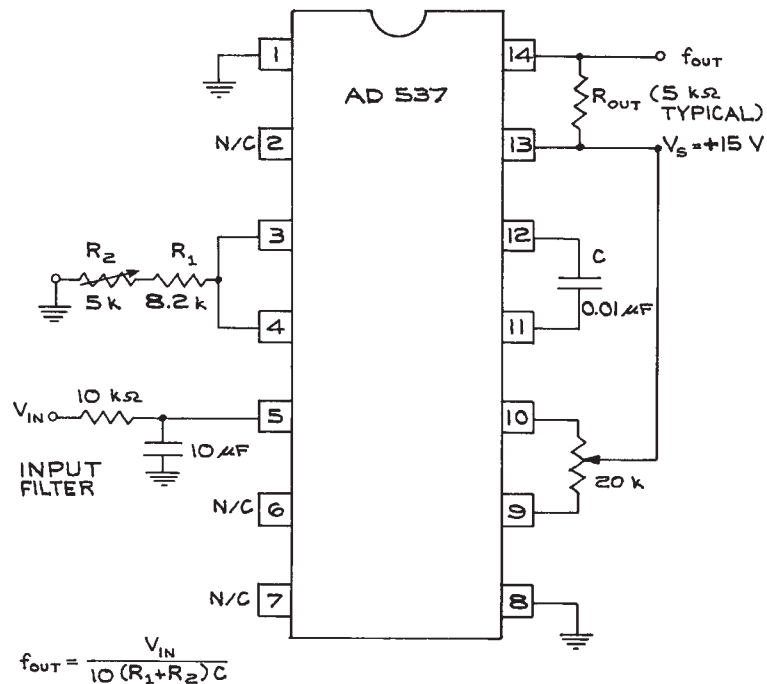 1
14
f_OUT
AD 537
R_OUT (5 kΩ
TYPICAL)
N/C 2
13
V_S = +15 V
3
12
R_2
R_1
C
5 k
8.2 k
0.01 μF
4
11
10 kΩ
V_IN
5
10
10 μF
INPUT
FILTER
20 k
N/C 6
9
N/C 7
8
f_OUT = V_IN / 10 (R_1+R_2) C